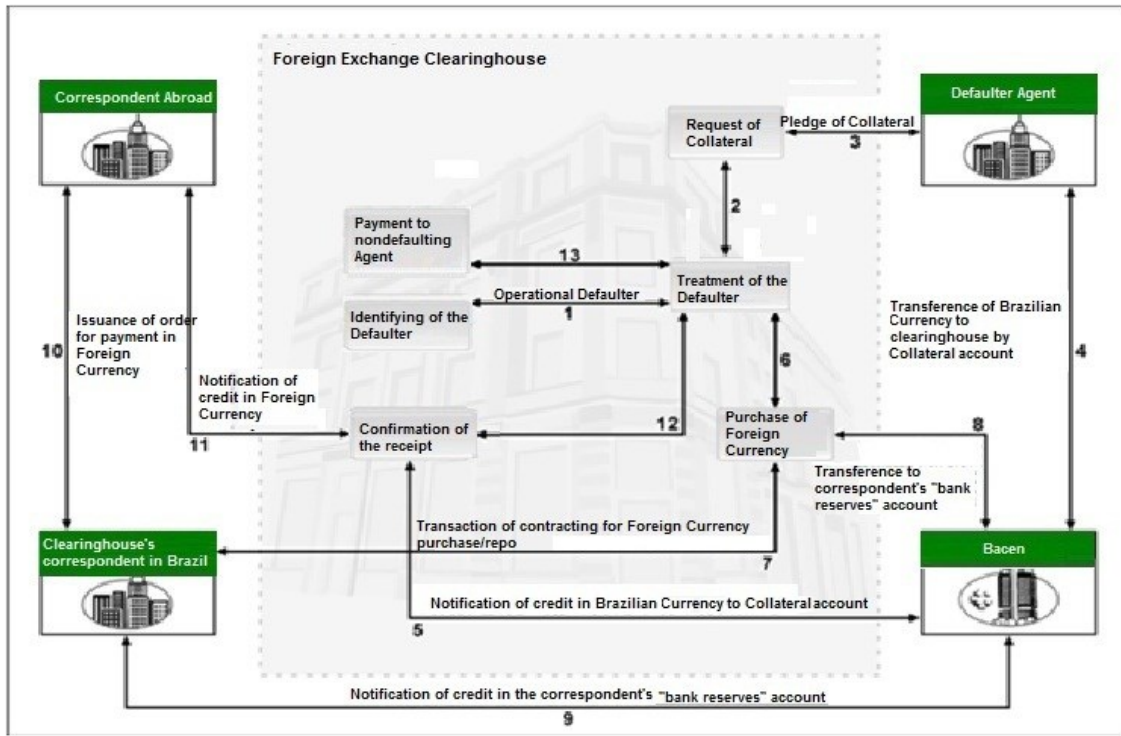 Foreign Exchange Clearinghouse
Correspondent Abroad
Defaulter Agent
Request of
Collateral
Pledge of Collateral
3
2
Payment to
nondefaulting
Agent
13
Treatment of the
Defaulter
Operational Defaulter
1
Identifying of the
Defaulter
Issuance of order
for payment in
Foreign
Currency
10
Transference of Brazilian
Currency to
clearinghouse by
Collateral account
4
6
Notification of
credit in Foreign
Currency
11
Confirmation of
the receipt
12
Purchase of
Foreign
Currency
8
Transference to
correspondent's "bank
reserves" account
Transaction of contracting for Foreign Currency
purchase/repo
7
Clearinghouse's
correspondent in Brazil
Bacen
Notification of credit in Brazilian Currency to Collateral account
5
Notification of credit in the correspondent's "bank reserves" account
9